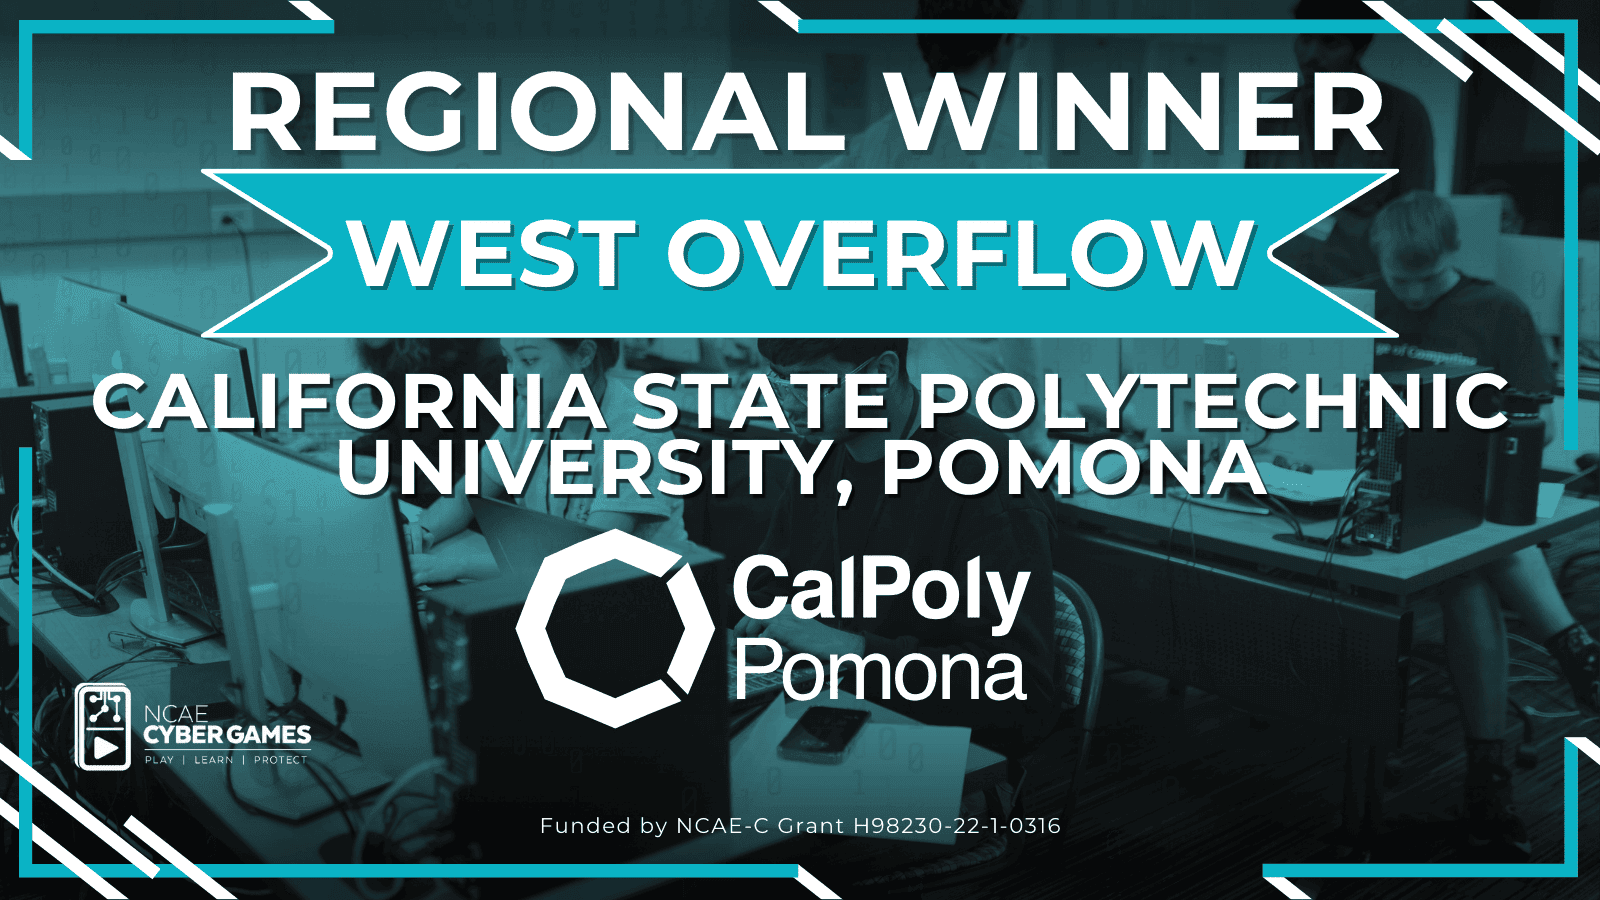 REGIONAL WINNER
WEST OVERFLOW
CALIFORNIA STATE POLYTECHNIC
UNIVERSITY, POMONA
CalPoly
Pomona
NCAE
CYBER GAMES
PLAY | LEARN | PROTECT
Funded by NCAE-C Grant H98230-22-1-0316